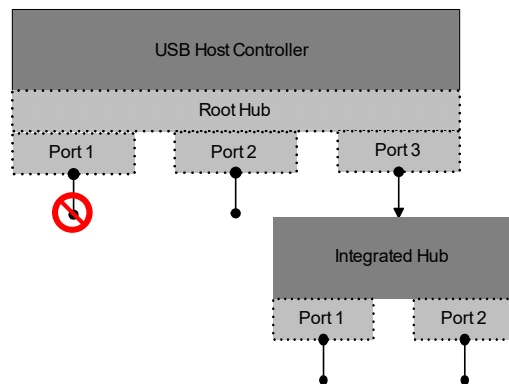 USB Host Controller
Root Hub
Port 1
Port 2
Port 3
Integrated Hub
Port 1
Port 2